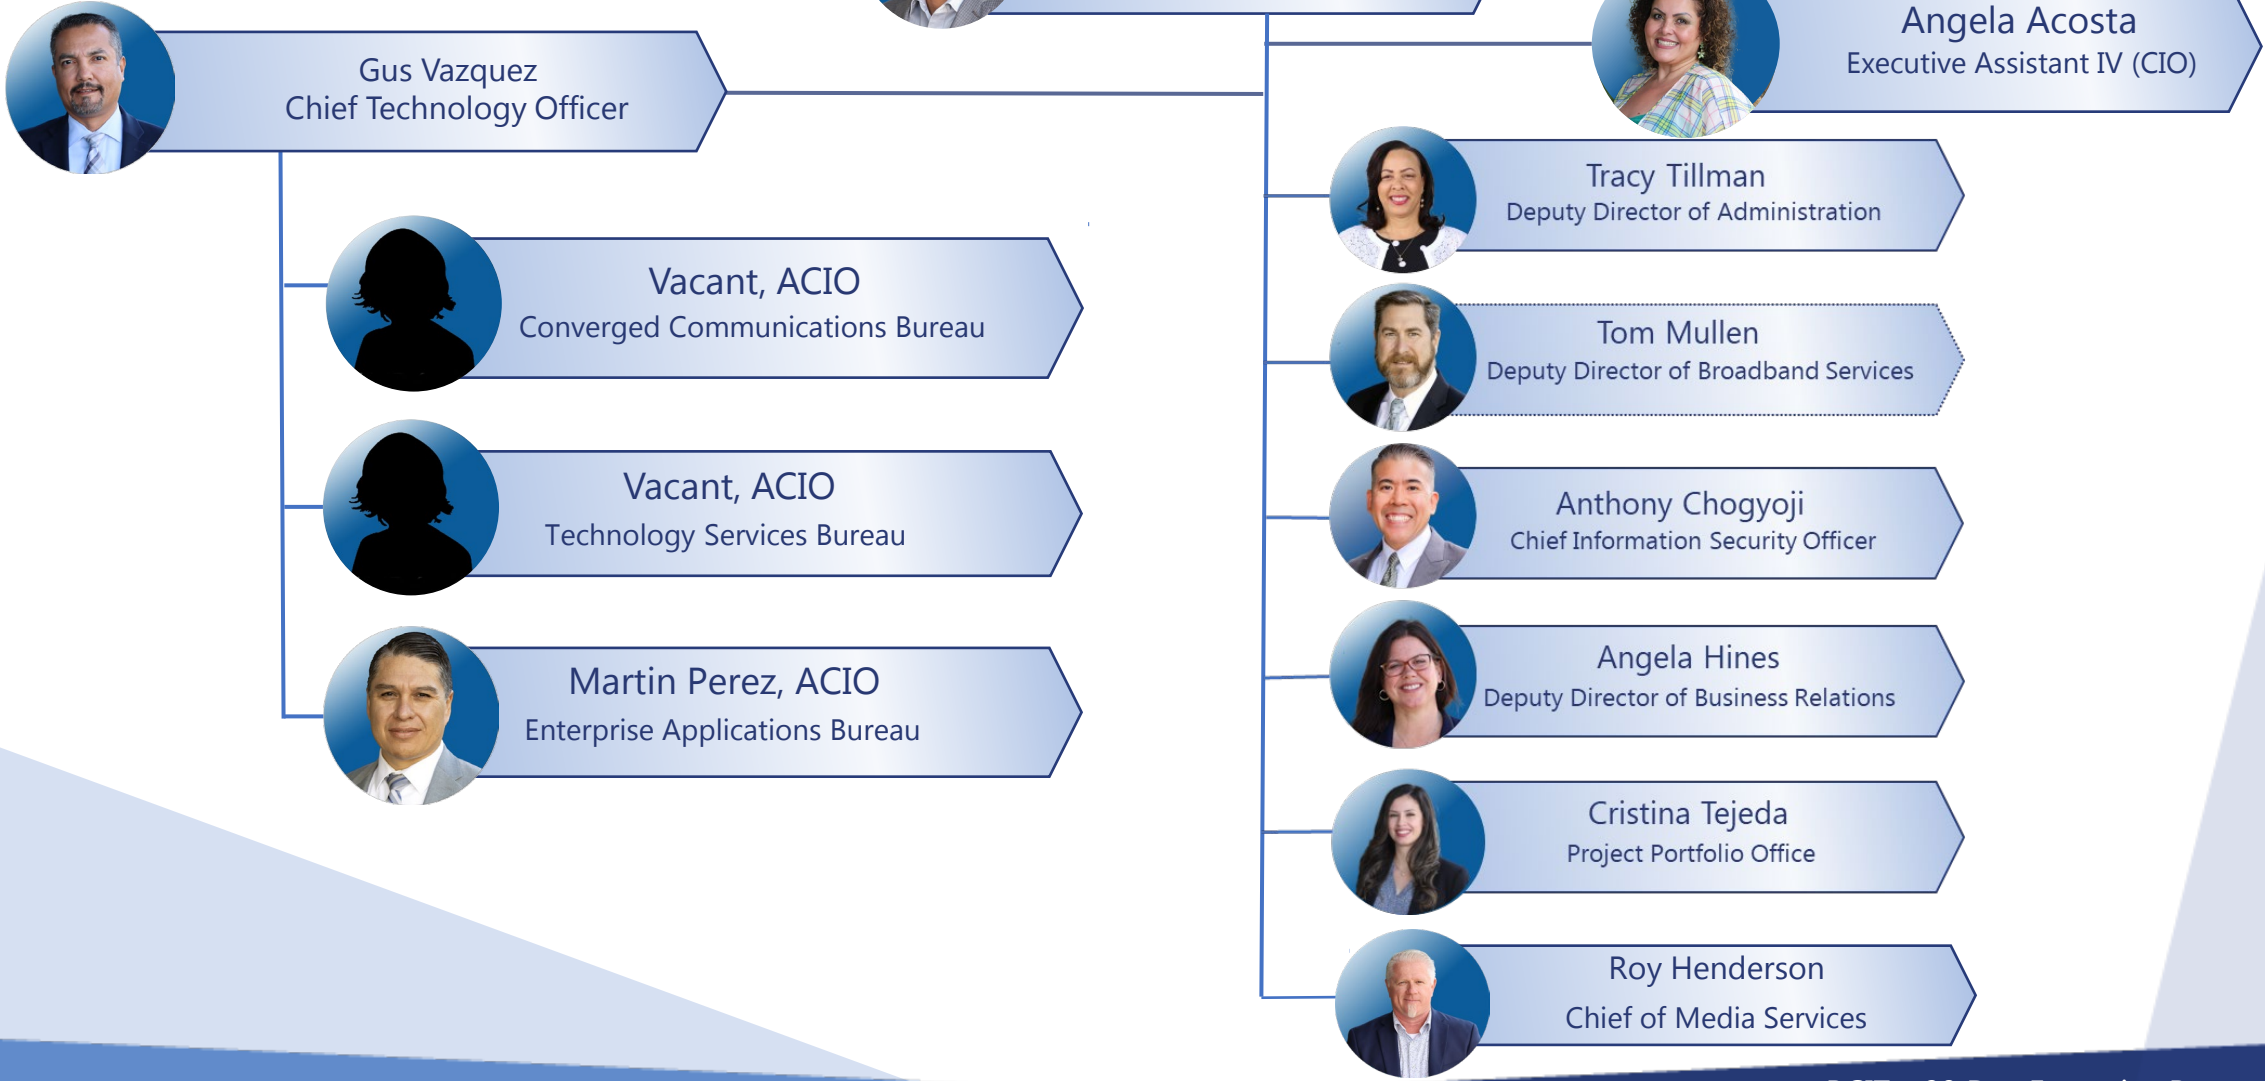 Gus Vazquez
Chief Technology Officer
Angela Acosta
Executive Assistant IV (CIO)
Vacant, ACIO
Converged Communications Bureau
Vacant, ACIO
Technology Services Bureau
Martin Perez, ACIO
Enterprise Applications Bureau
Tracy Tillman
Deputy Director of Administration
Tom Mullen
Deputy Director of Broadband Services
Anthony Chogyoji
Chief Information Security Officer
Angela Hines
Deputy Director of Business Relations
Cristina Tejeda
Project Portfolio Office
Roy Henderson
Chief of Media Services